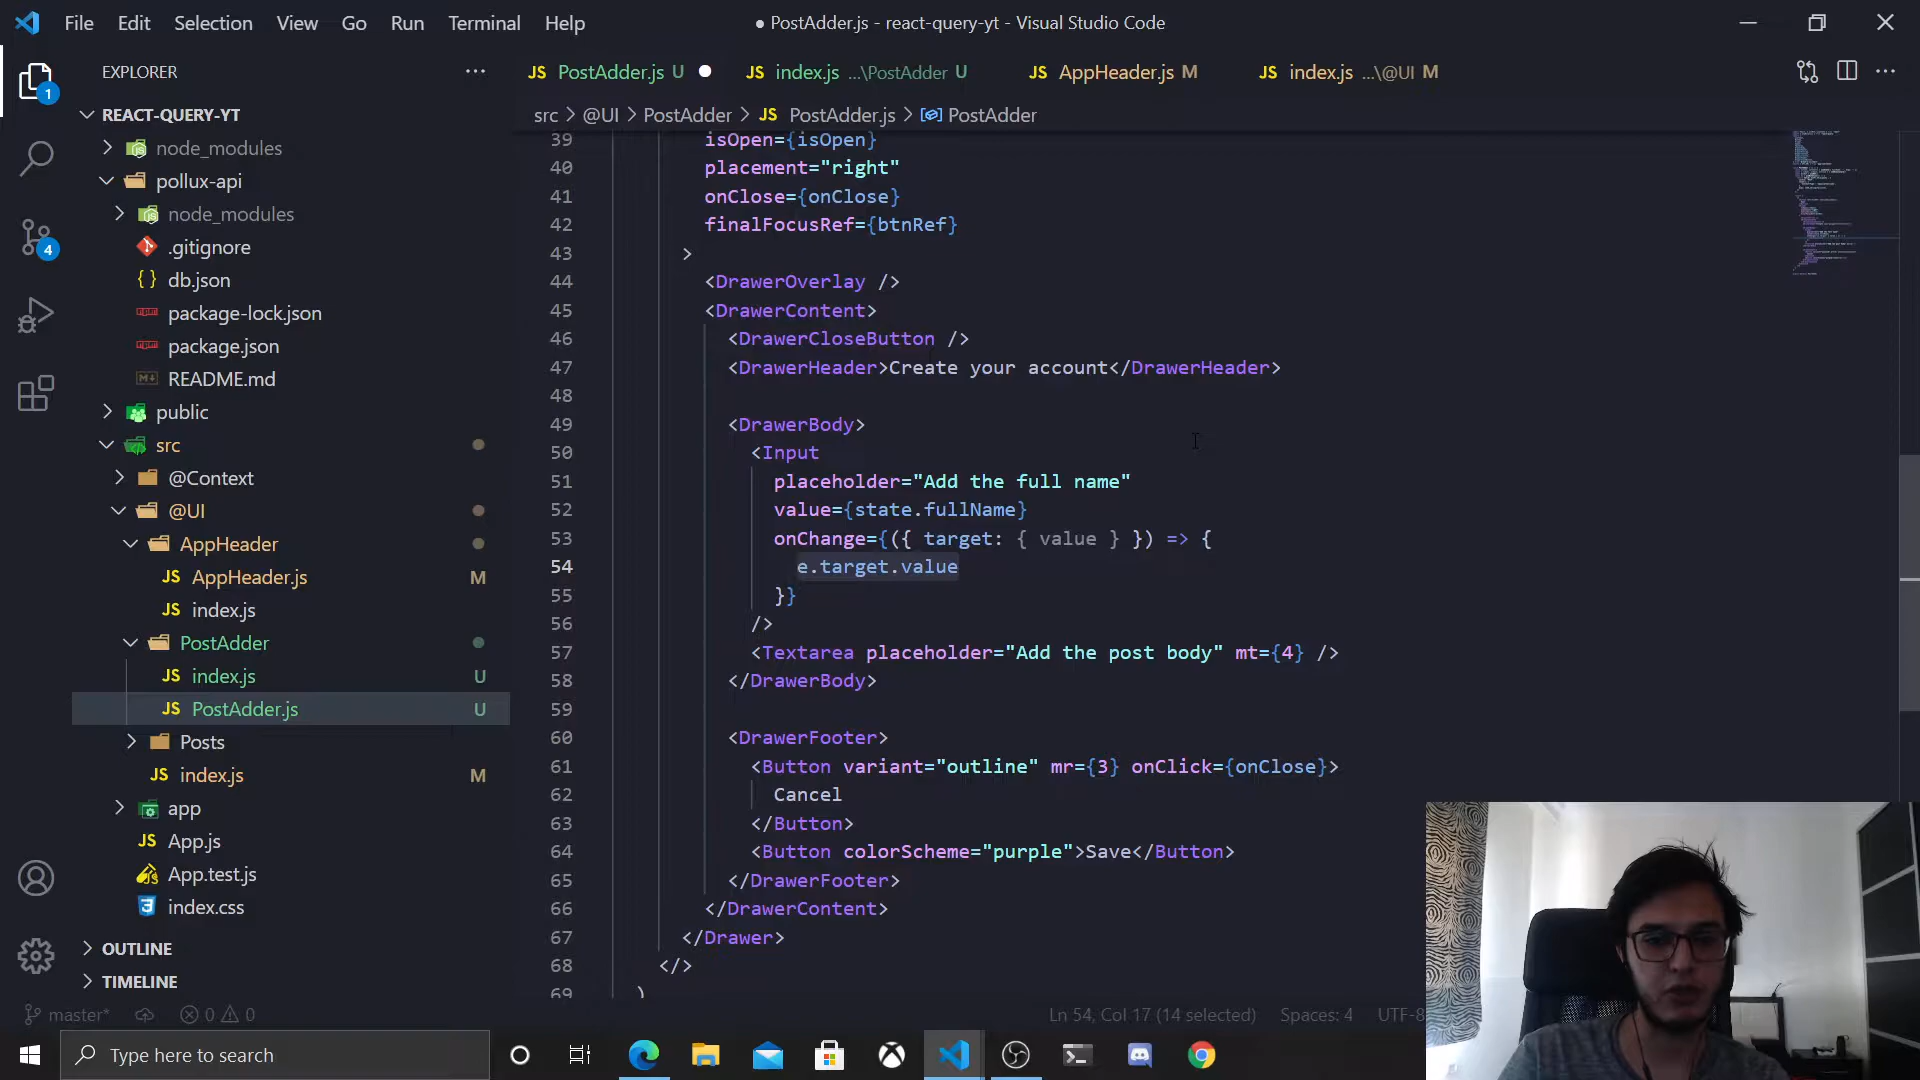 File Edit Selection View Go Run Terminal Help
● PostAdder.js - react-query-yt - Visual Studio Code
EXPLORER
JS PostAdder.js U
JS index.js ...\PostAdder U
JS AppHeader.js M
JS index.js ...\@UI M
src > @UI > PostAdder > JS PostAdder.js > PostAdder
1
4
REACT-QUERY-YT
node_modules
pollux-api
node_modules
.gitignore
{ } db.json
package-lock.json
package.json
README.md
public
src
@Context
@UI
AppHeader
JS AppHeader.js M
JS index.js
PostAdder
JS index.js U
JS PostAdder.js U
Posts
JS index.js M
app
JS App.js
App.test.js
index.css
OUTLINE
TIMELINE
39 isOpen={isOpen}
40 placement="right"
41 onClose={onClose}
42 finalFocusRef={btnRef}
43 >
44 <DrawerOverlay />
45 <DrawerContent>
46 <DrawerCloseButton />
47 <DrawerHeader>Create your account</DrawerHeader>
48
49 <DrawerBody>
50 <Input
51 placeholder="Add the full name"
52 value={state.fullName}
53 onChange={({ target: { value } }) => {
54 e.target.value
55 }}
56 />
57 <Textarea placeholder="Add the post body" mt={4} />
58 </DrawerBody>
59
60 <DrawerFooter>
61 <Button variant="outline" mr={3} onClick={onClose}>
62 Cancel
63 </Button>
64 <Button colorScheme="purple">Save</Button>
65 </DrawerFooter>
66 </DrawerContent>
67 </Drawer>
68 </>
69 )
master* 0 0
Ln 54, Col 17 (14 selected) Spaces: 4 UTF-8
Type here to search